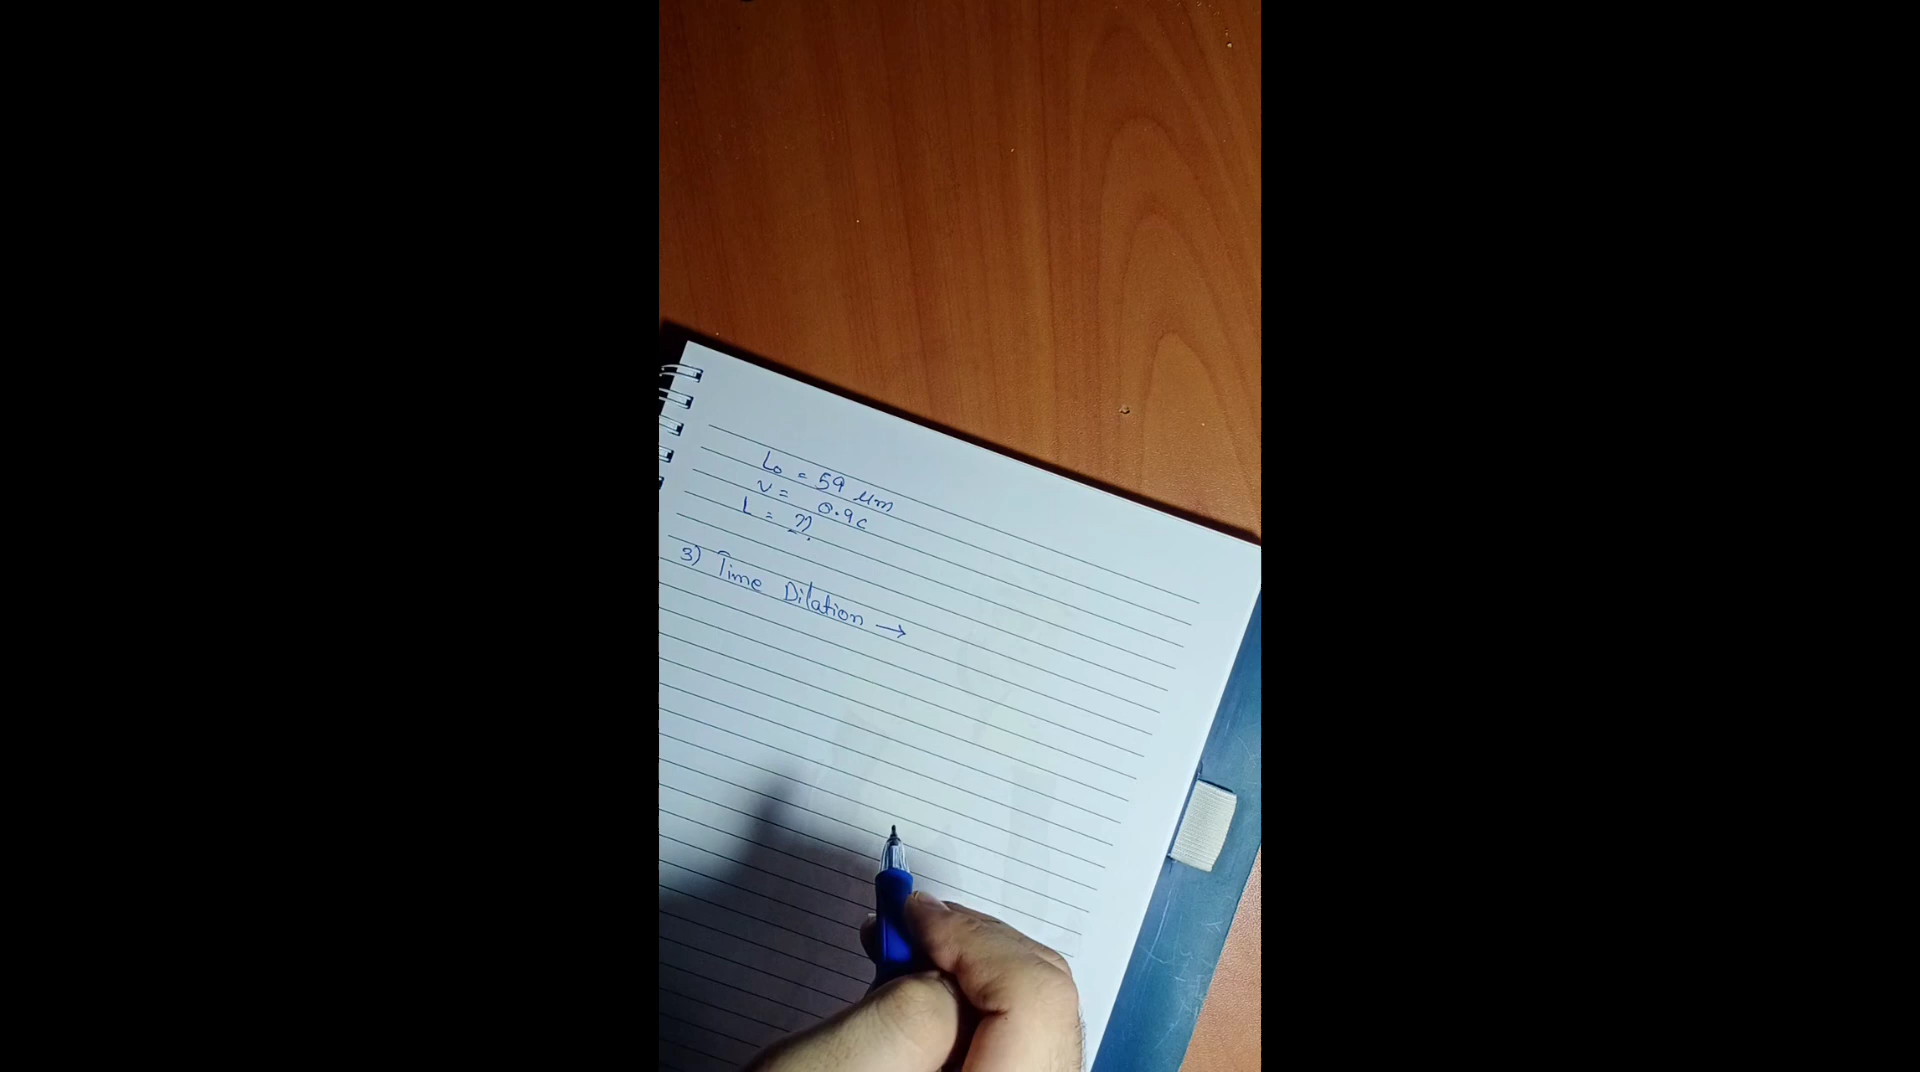 L₀ = 59 μm
v = 0.9c
L = ?
3) Time Dilation →